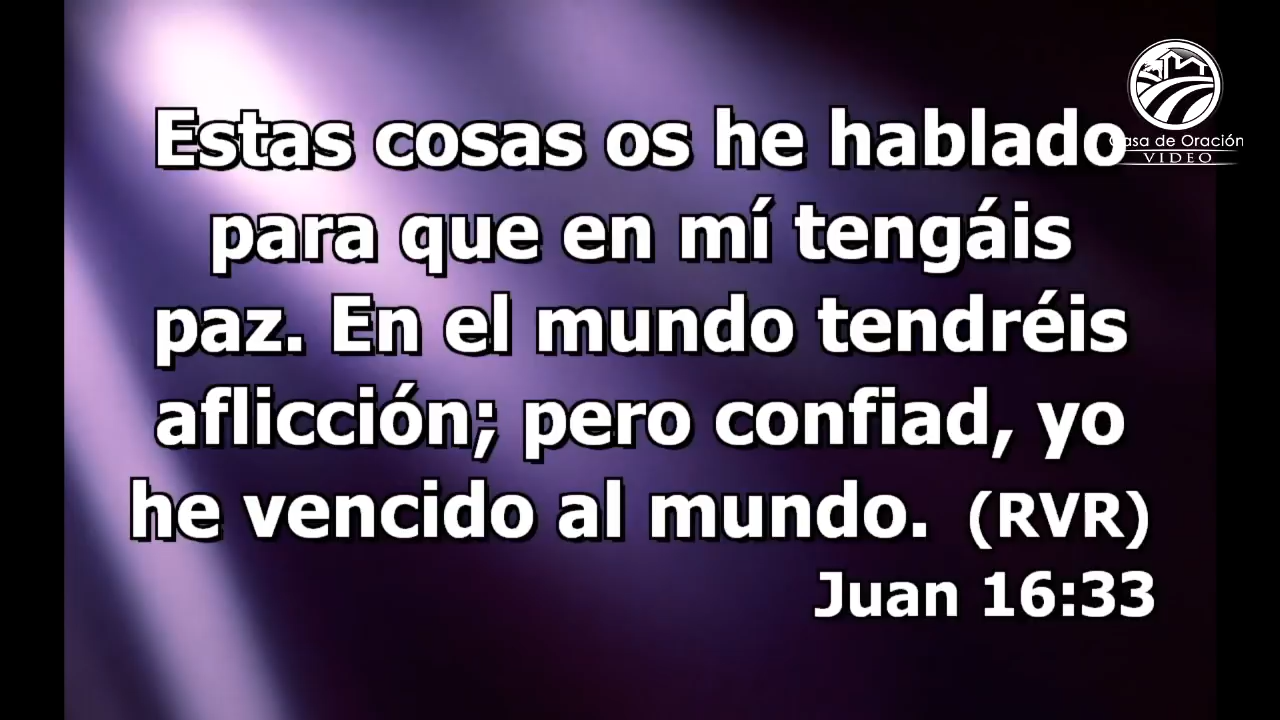 Estas cosas os he hablado
para que en mí tengáis
paz. En el mundo tendréis
aflicción; pero confiad, yo
he vencido al mundo. (RVR)
Juan 16:33
Casa de Oración
VIDEO